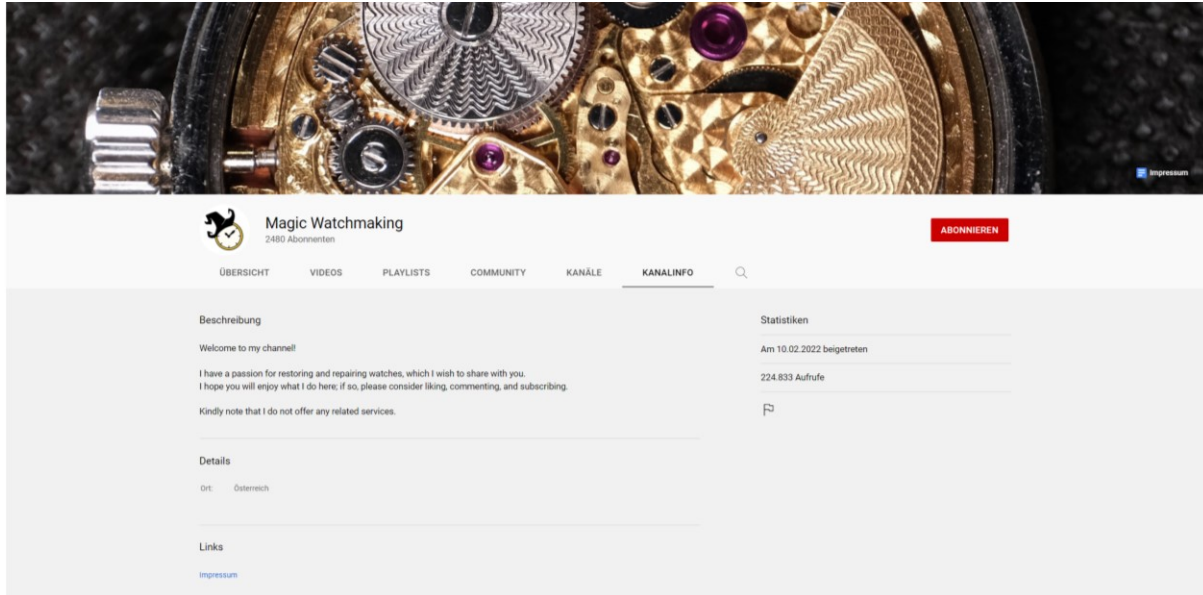 Impressum
Magic Watchmaking
2480 Abonnenten
ABONNIEREN
ÜBERSICHT VIDEOS PLAYLISTS COMMUNITY KANÄLE KANALINFO
Beschreibung
Welcome to my channel!
I have a passion for restoring and repairing watches, which I wish to share with you.
I hope you will enjoy what I do here; if so, please consider liking, commenting, and subscribing.
Kindly note that I do not offer any related services.
Details
Ort: Österreich
Links
Impressum
Statistiken
Am 10.02.2022 beigetreten
224.833 Aufrufe